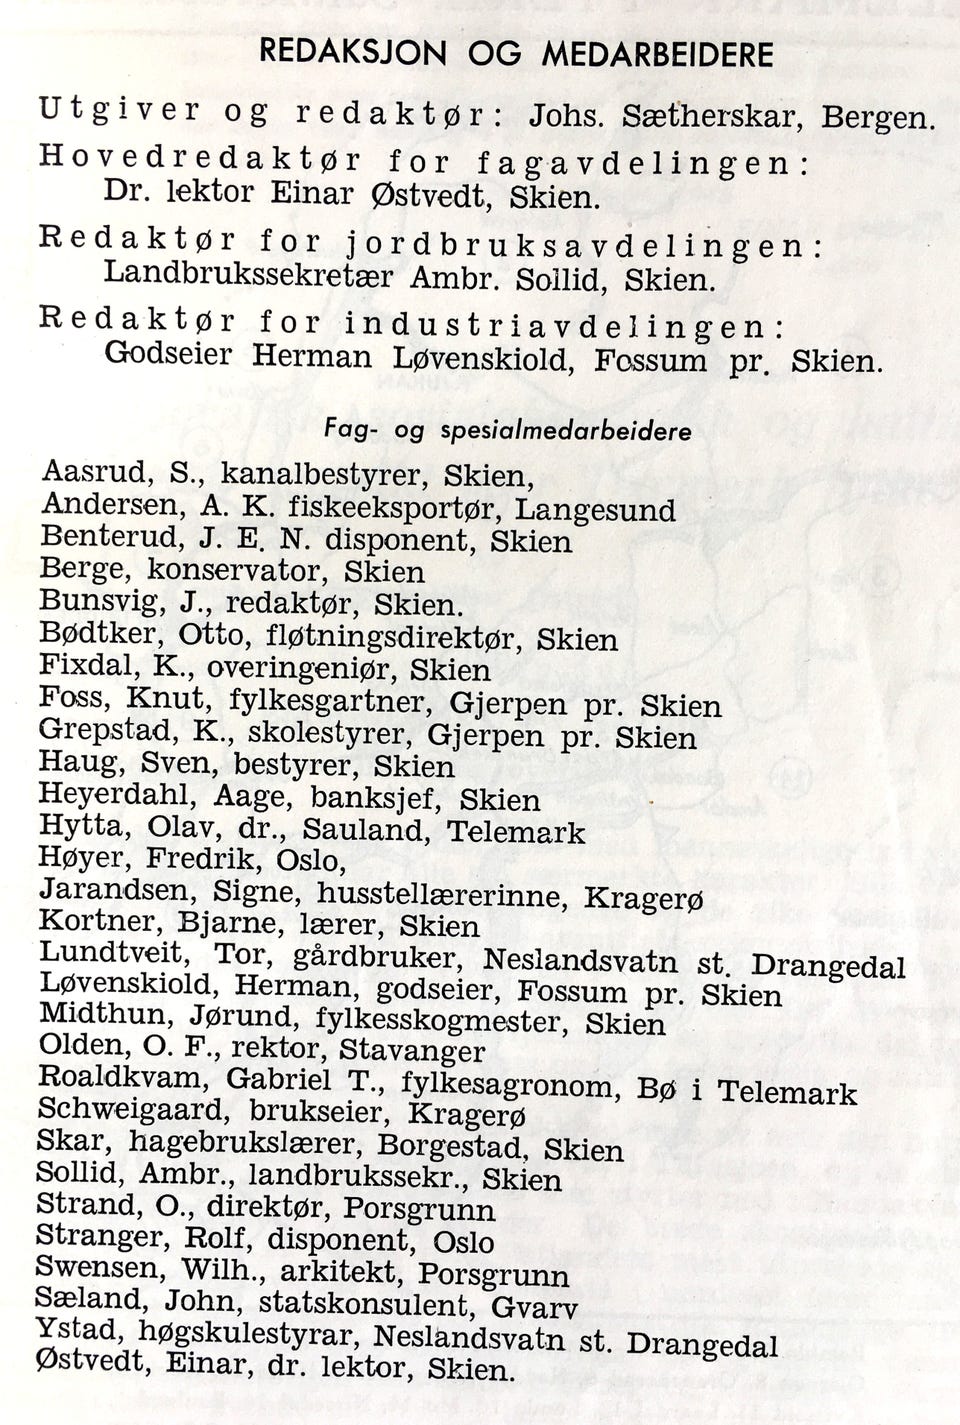 REDAKSJON OG MEDARBEIDERE
Utgiver og redaktør: Johs. Sætherskar, Bergen.
Hovedredaktør for fagavdelingen:
Dr. lektor Einar Østvedt, Skien.
Redaktør for jordbruksavdelingen:
Landbrukssekretær Ambr. Sollid, Skien.
Redaktør for industriavdelingen:
Godseier Herman Løvenskiold, Fossum pr. Skien.
Fag- og spesialmedarbeidere
Aasrud, S., kanalbestyrer, Skien,
Andersen, A. K. fiskeeksportør, Langesund
Benterud, J. E. N. disponent, Skien
Berge, konservator, Skien
Bunsvig, J., redaktør, Skien.
Bødtker, Otto, fløtningsdirektør, Skien
Fixdal, K., overingeniør, Skien
Foss, Knut, fylkesgartner, Gjerpen pr. Skien
Grepstad, K., skolestyrer, Gjerpen pr. Skien
Haug, Sven, bestyrer, Skien
Heyerdahl, Aage, banksjef, Skien
Hytta, Olav, dr., Sauland, Telemark
Høyer, Fredrik, Oslo,
Jarandsen, Signe, husstellærerinne, Kragerø
Kortner, Bjarne, lærer, Skien
Lundtveit, Tor, gårdbruker, Neslandsvatn st. Drangedal
Løvenskiold, Herman, godseier, Fossum pr. Skien
Midthun, Jørund, fylkesskogmester, Skien
Olden, O. F., rektor, Stavanger
Roaldkvam, Gabriel T., fylkesagronom, Bø i Telemark
Schweigaard, brukseier, Kragerø
Skar, hagebrukslærer, Borgestad, Skien
Sollid, Ambr., landbrukssekr., Skien
Strand, O., direktør, Porsgrunn
Stranger, Rolf, disponent, Oslo
Swensen, Wilh., arkitekt, Porsgrunn
Sæland, John, statskonsulent, Gvarv
Ystad, høgskulestyrar, Neslandsvatn st. Drangedal
Østvedt, Einar, dr. lektor, Skien.